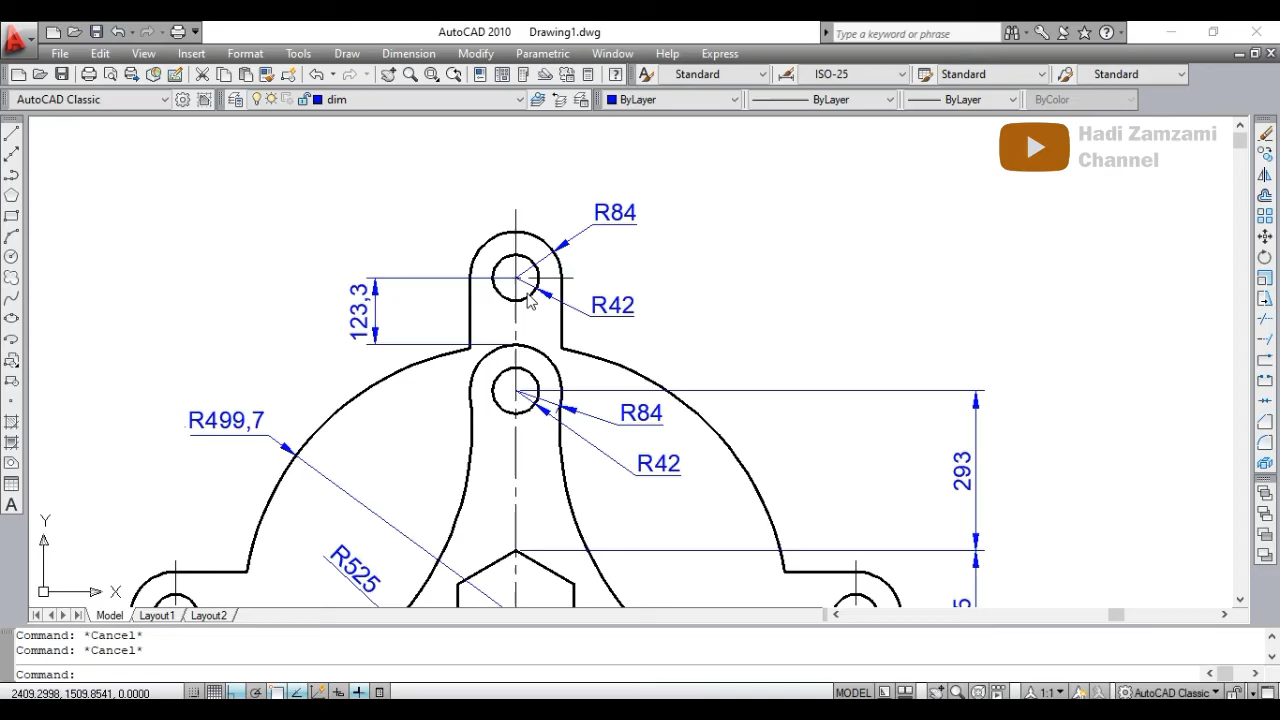 AutoCAD 2010 Drawing1.dwg
Type a keyword or phrase
File Edit View Insert Format Tools Draw Dimension Modify Parametric Window Help Express
Standard ISO-25 Standard Standard
AutoCAD Classic dim ByLayer ByLayer ByLayer ByColor
Hadi Zamzami
Channel
R84
123,3
R42
R499,7
R84
R42
293
R525
5
Y
X
Model Layout1 Layout2
Command: *Cancel*
Command: *Cancel*
Command:
2409.2998, 1509.8541, 0.0000 MODEL 1:1 AutoCAD Classic